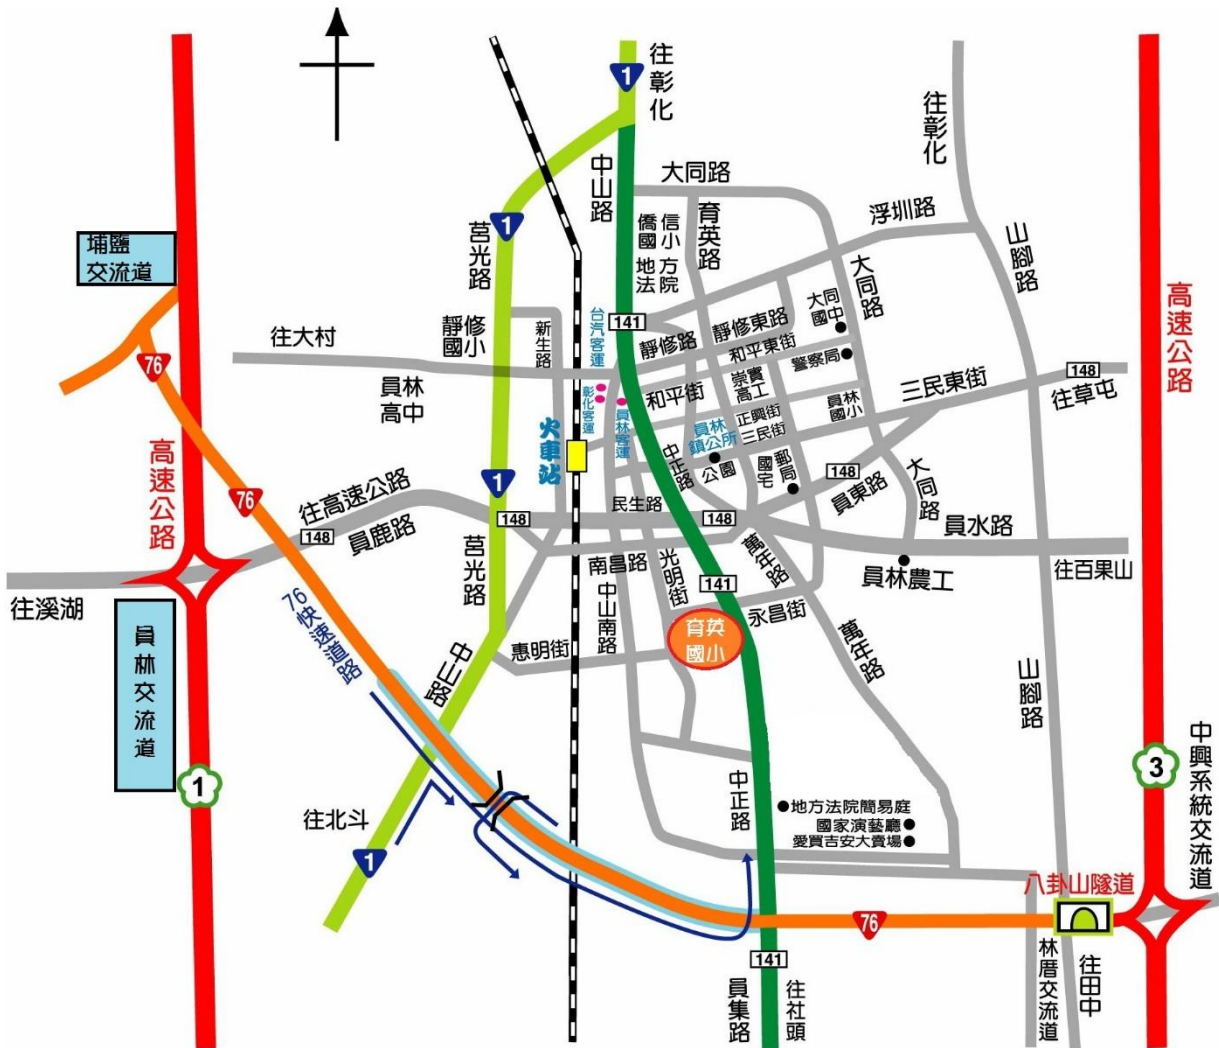 往彰化
1
往彰化
中山路
大同路
育英路
浮圳路
1
莒光路
僑信國小
地方法院
山腳路
埔鹽
交流道
大同路
大同國中
高速公路
台汽客運
141
靜修東路
新生路
靜修國小
往大村
靜修路
和平東街
警察局
76
148
三民東街
往草屯
員林高中
彰化客運
員林客運
和平街
崇實高工
員林國小
正興街
三民街
員林鎮公所
火車站
中正路
公園
國宅
郵局
148
大同路
高速公路
76
1
往高速公路
148
員鹿路
148
民生路
148
員東路
員水路
莒光路
南昌路
光明街
萬年路
員林農工
往百果山
往溪湖
76快速道路
中山南路
141
永昌街
育英
國小
員林交流道
惠明街
中山路
萬年路
山腳路
1
3
中興系統交流道
中正路
地方法院簡易庭
國家演藝廳
愛買吉安大賣場
往北斗
1
八卦山隧道
76
141
員集路
往社頭
林厝交流道
往田中